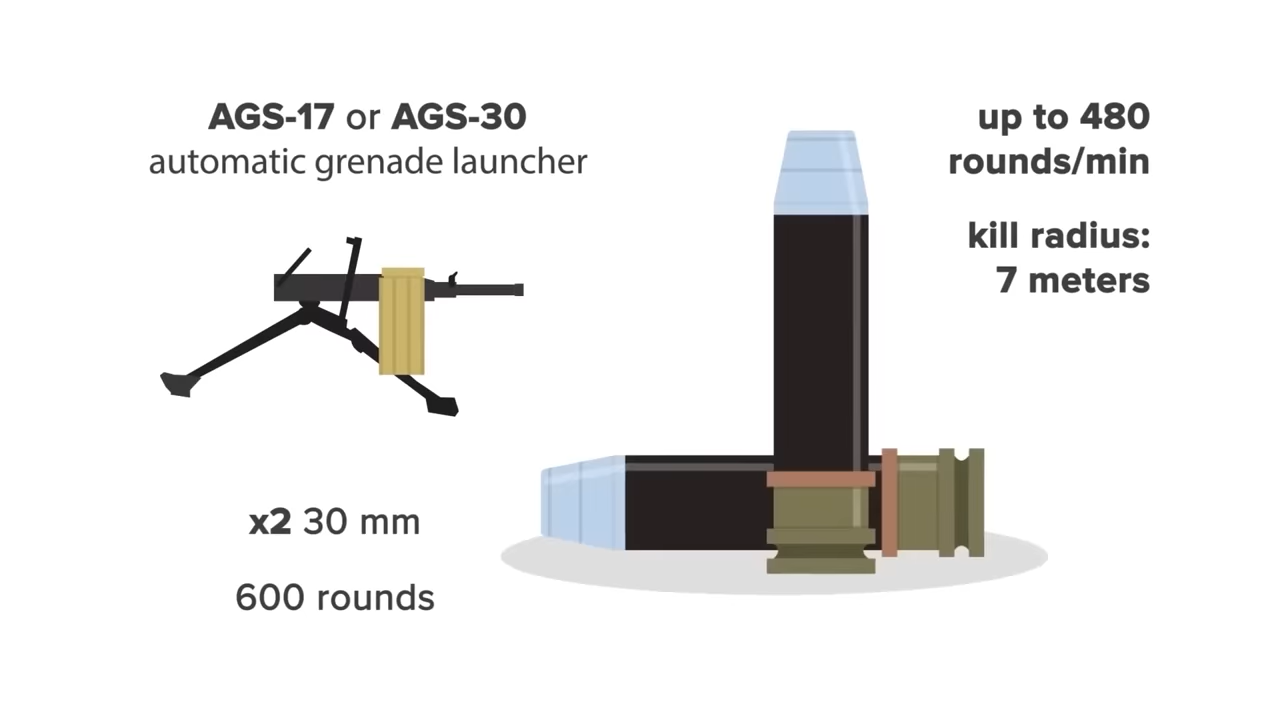 AGS-17 or AGS-30
automatic grenade launcher
up to 480
rounds/min
kill radius:
7 meters
x2 30 mm
600 rounds